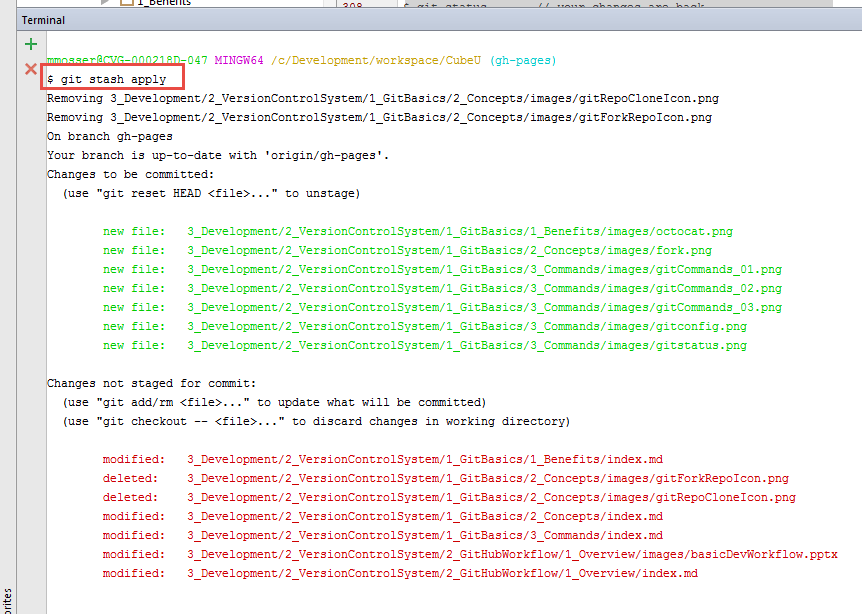 1_Benefits
308 $ git status // your changes are back
Terminal
mmosser@CVG-000218D-047 MINGW64 /c/Development/workspace/CubeU (gh-pages)
$ git stash apply
Removing 3_Development/2_VersionControlSystem/1_GitBasics/2_Concepts/images/gitRepoCloneIcon.png
Removing 3_Development/2_VersionControlSystem/1_GitBasics/2_Concepts/images/gitForkRepoIcon.png
On branch gh-pages
Your branch is up-to-date with 'origin/gh-pages'.
Changes to be committed:
(use "git reset HEAD <file>..." to unstage)
new file: 3_Development/2_VersionControlSystem/1_GitBasics/1_Benefits/images/octocat.png
new file: 3_Development/2_VersionControlSystem/1_GitBasics/2_Concepts/images/fork.png
new file: 3_Development/2_VersionControlSystem/1_GitBasics/3_Commands/images/gitCommands_01.png
new file: 3_Development/2_VersionControlSystem/1_GitBasics/3_Commands/images/gitCommands_02.png
new file: 3_Development/2_VersionControlSystem/1_GitBasics/3_Commands/images/gitCommands_03.png
new file: 3_Development/2_VersionControlSystem/1_GitBasics/3_Commands/images/gitconfig.png
new file: 3_Development/2_VersionControlSystem/1_GitBasics/3_Commands/images/gitstatus.png
Changes not staged for commit:
(use "git add/rm <file>..." to update what will be committed)
(use "git checkout -- <file>..." to discard changes in working directory)
modified: 3_Development/2_VersionControlSystem/1_GitBasics/1_Benefits/index.md
deleted: 3_Development/2_VersionControlSystem/1_GitBasics/2_Concepts/images/gitForkRepoIcon.png
deleted: 3_Development/2_VersionControlSystem/1_GitBasics/2_Concepts/images/gitRepoCloneIcon.png
modified: 3_Development/2_VersionControlSystem/1_GitBasics/2_Concepts/index.md
modified: 3_Development/2_VersionControlSystem/1_GitBasics/3_Commands/index.md
modified: 3_Development/2_VersionControlSystem/2_GitHubWorkflow/1_Overview/images/basicDevWorkflow.pptx
modified: 3_Development/2_VersionControlSystem/2_GitHubWorkflow/1_Overview/index.md